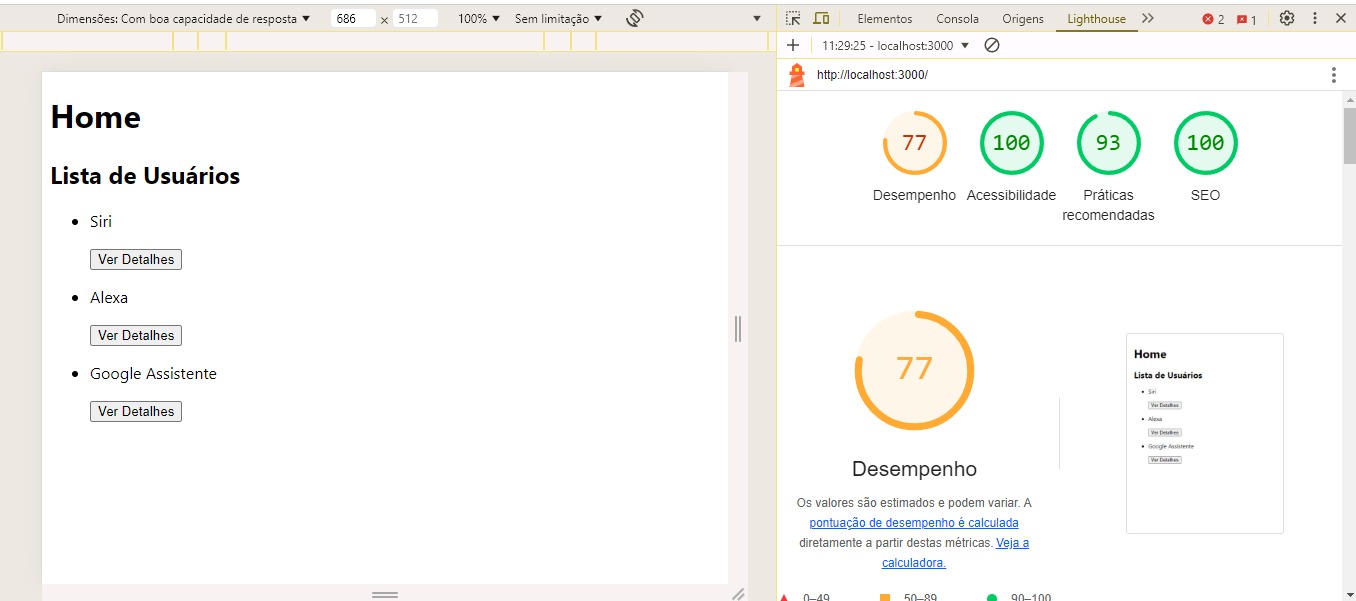 Dimensões: Com boa capacidade de resposta 686 × 512 100% Sem limitação
Elementos Consola Origens Lighthouse 2 1
11:29:25 - localhost:3000
http://localhost:3000/
Home
Lista de Usuários
Siri
Ver Detalhes
Alexa
Ver Detalhes
Google Assistente
Ver Detalhes
77 100 93 100
Desempenho Acessibilidade Práticas recomendadas SEO
77
Desempenho
Os valores são estimados e podem variar. A
pontuação de desempenho é calculada
diretamente a partir destas métricas. Veja a
calculadora.
0–49 50–89 90–100
Home
Lista de Usuários
Siri
Ver Detalhes
Alexa
Ver Detalhes
Google Assistente
Ver Detalhes